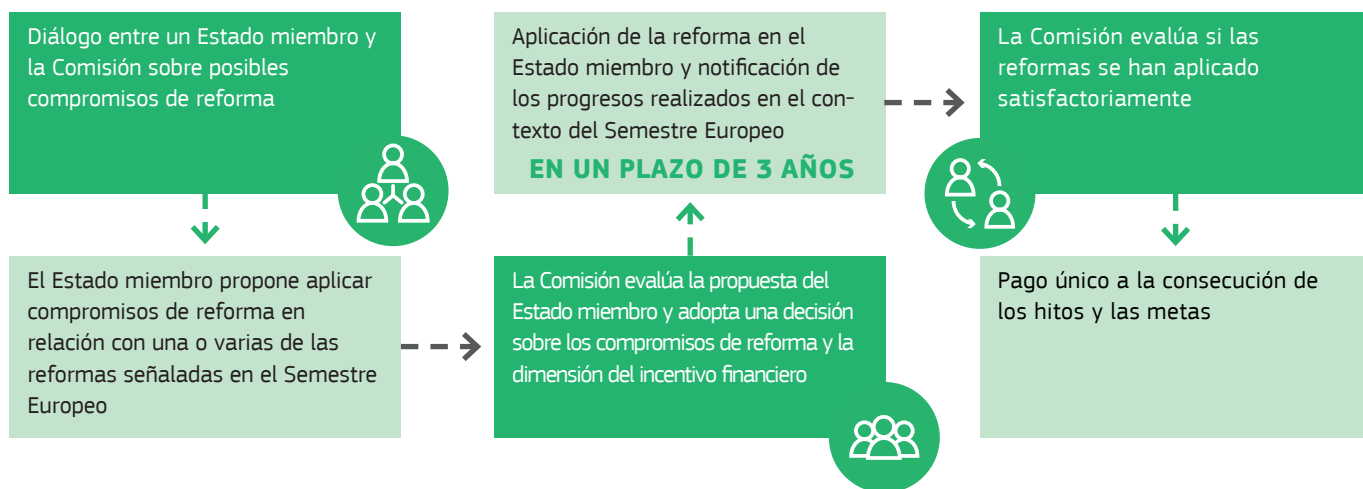 Diálogo entre un Estado miembro y
la Comisión sobre posibles
compromisos de reforma
El Estado miembro propone aplicar
compromisos de reforma en
relación con una o varias de las
reformas señaladas en el Semestre
Europeo
La Comisión evalúa la propuesta del
Estado miembro y adopta una decisión
sobre los compromisos de reforma y la
dimensión del incentivo financiero
Aplicación de la reforma en el
Estado miembro y notificación de
los progresos realizados en el con-
texto del Semestre Europeo
EN UN PLAZO DE 3 AÑOS
La Comisión evalúa si las
reformas se han aplicado
satisfactoriamente
Pago único a la consecución de
los hitos y las metas